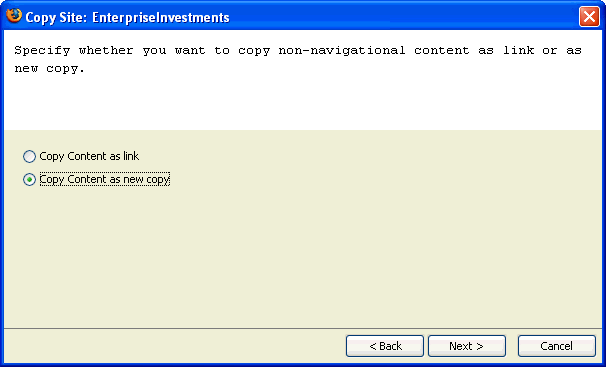 Copy Site: EnterpriseInvestments
Specify whether you want to copy non-navigational content as link or as
new copy.
Copy Content as link
Copy Content as new copy
< Back
Next >
Cancel